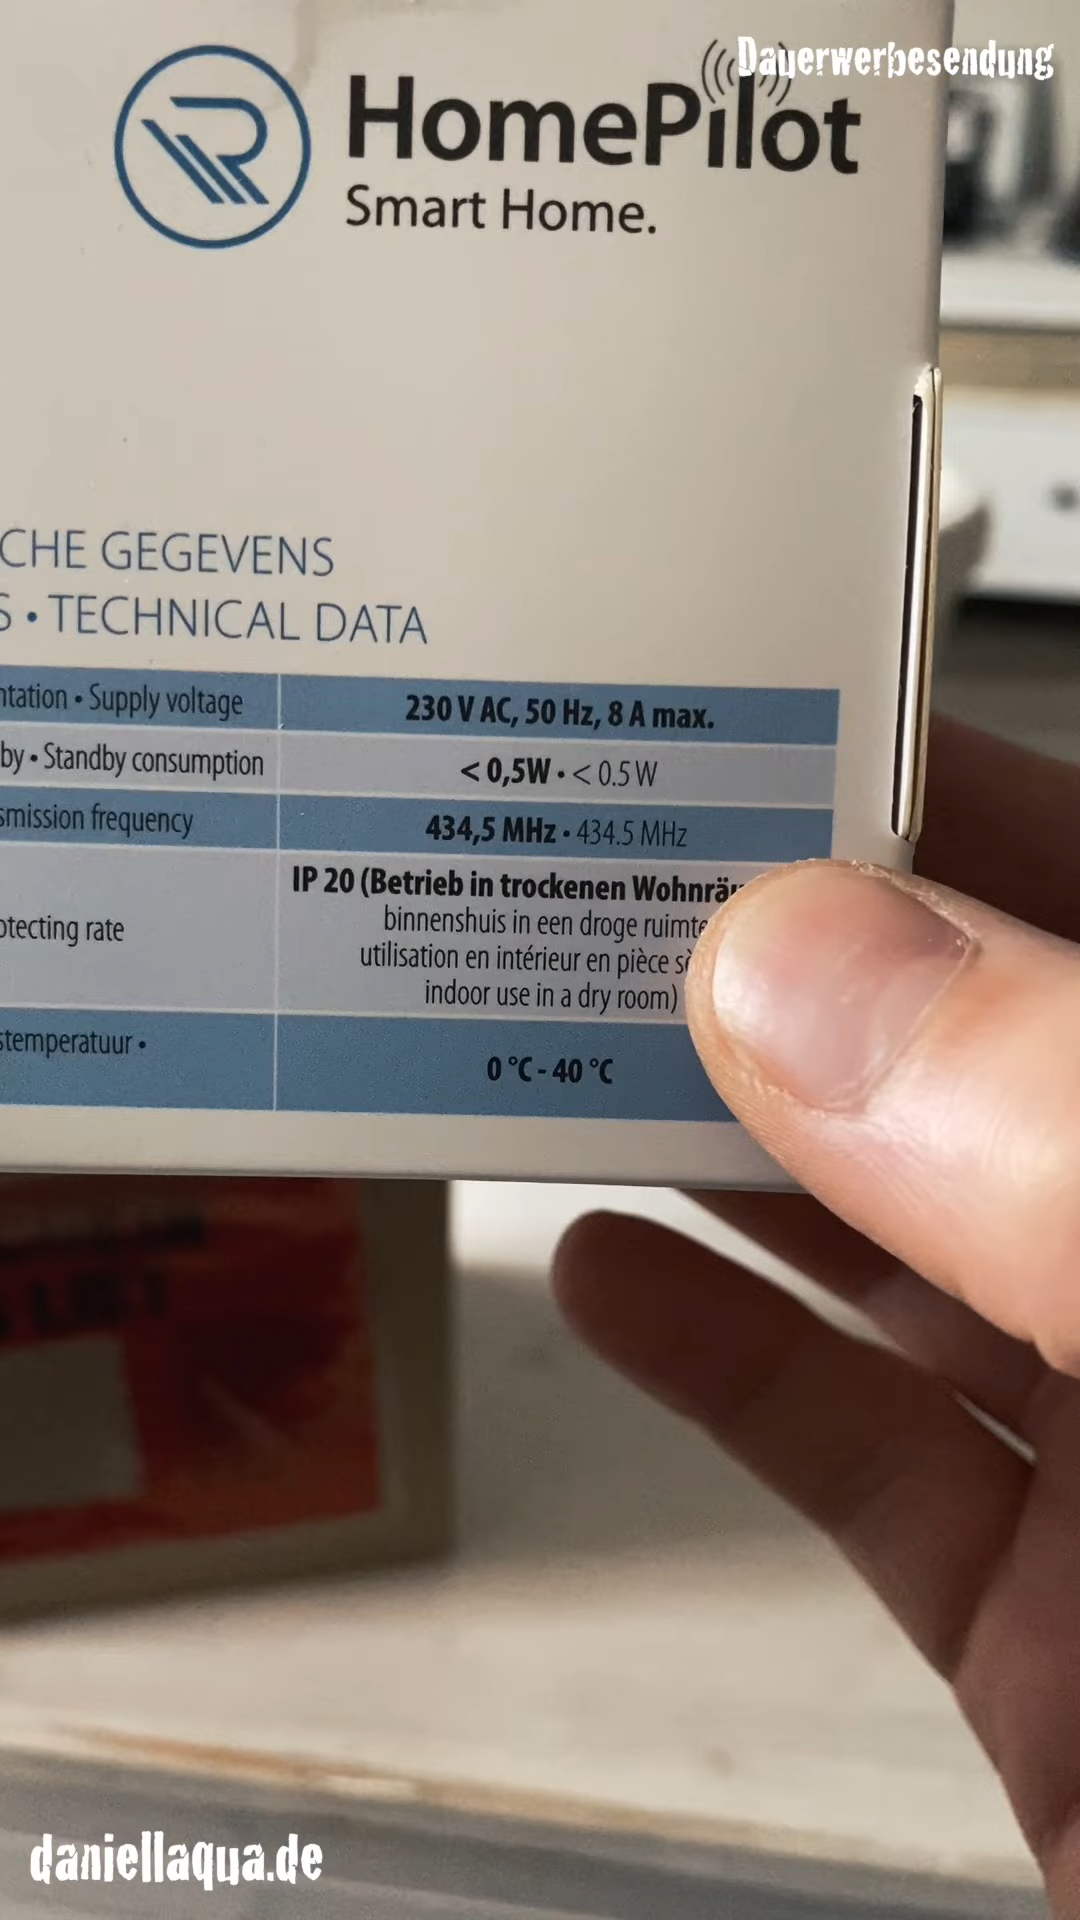 Dauerwerbesendung
HomePilot
Smart Home.
CHE GEGEVENS
S • TECHNICAL DATA
ntation • Supply voltage
230 V AC, 50 Hz, 8 A max.
by • Standby consumption
< 0,5W • < 0.5 W
smission frequency
434,5 MHz • 434.5 MHz
IP 20 (Betrieb in trockenen Wohnräu
binnenshuis in een droge ruimte
otecting rate
utilisation en intérieur en pièce sè
indoor use in a dry room)
stemperatuur •
0 °C - 40 °C
daniellaqua.de